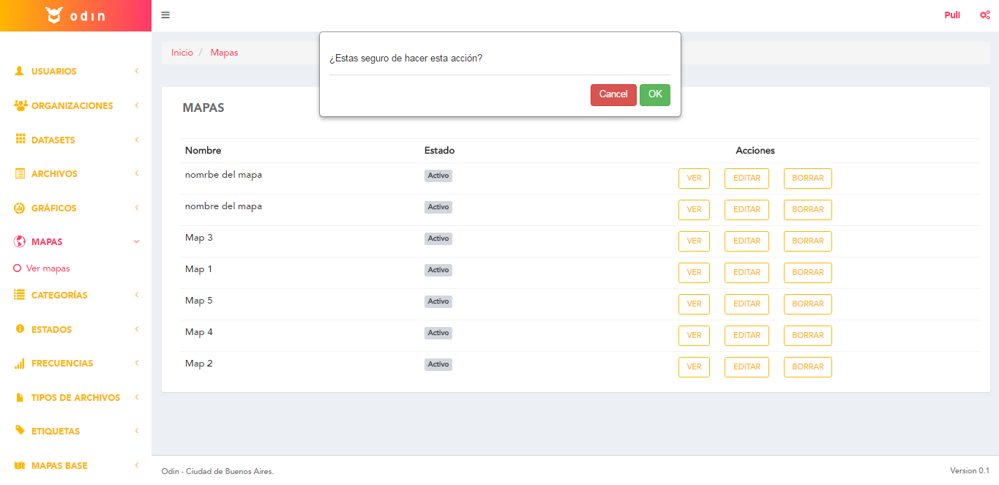 odin
Pull
Inicio / Mapas
¿Estas seguro de hacer esta acción?
Cancel OK
USUARIOS
ORGANIZACIONES
DATASETS
ARCHIVOS
GRÁFICOS
MAPAS
Ver mapas
CATEGORÍAS
ESTADOS
FRECUENCIAS
TIPOS DE ARCHIVOS
ETIQUETAS
MAPAS BASE
MAPAS
Nombre Estado Acciones
nomrbe del mapa Activo VER EDITAR BORRAR
nombre del mapa Activo VER EDITAR BORRAR
Map 3 Activo VER EDITAR BORRAR
Map 1 Activo VER EDITAR BORRAR
Map 5 Activo VER EDITAR BORRAR
Map 4 Activo VER EDITAR BORRAR
Map 2 Activo VER EDITAR BORRAR
Odin - Ciudad de Buenos Aires. Version 0.1